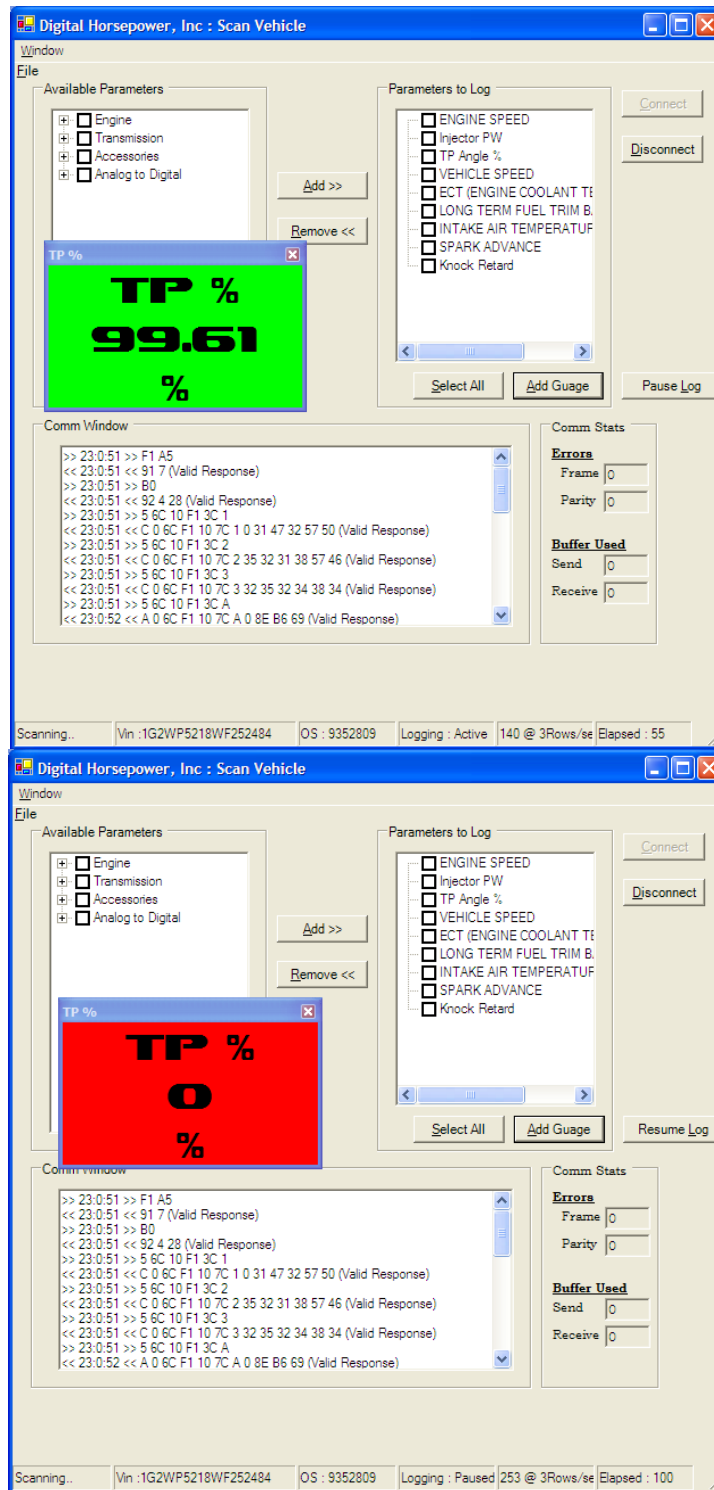 Digital Horsepower, Inc : Scan Vehicle
Window
File
Available Parameters
Engine
Transmission
Accessories
Analog to Digital
Add >>
Remove <<
Parameters to Log
ENGINE SPEED
Injector PW
TP Angle %
VEHICLE SPEED
ECT (ENGINE COOLANT TE
LONG TERM FUEL TRIM B
INTAKE AIR TEMPERATUF
SPARK ADVANCE
Knock Retard
Connect
Disconnect
TP %
TP %
99.61
%
Select All
Add Guage
Pause Log
Comm Window
>> 23:0:51 >> F1 A5
<< 23:0:51 << 91 7 (Valid Response)
>> 23:0:51 >> B0
<< 23:0:51 << 92 4 28 (Valid Response)
>> 23:0:51 >> 5 6C 10 F1 3C 1
<< 23:0:51 << C 0 6C F1 10 7C 1 0 31 47 32 57 50 (Valid Response)
>> 23:0:51 >> 5 6C 10 F1 3C 2
<< 23:0:51 << C 0 6C F1 10 7C 2 35 32 31 38 57 46 (Valid Response)
>> 23:0:51 >> 5 6C 10 F1 3C 3
<< 23:0:51 << C 0 6C F1 10 7C 3 32 35 32 34 38 34 (Valid Response)
>> 23:0:51 >> 5 6C 10 F1 3C A
<< 23:0:52 << A 0 6C F1 10 7C A 0 8E B6 69 (Valid Response)
Comm Stats
Errors
Frame 0
Parity 0
Buffer Used
Send 0
Receive 0
Scanning.. Vin :1G2WP5218WF252484 OS : 9352809 Logging : Active 140 @ 3Rows/se Elapsed : 55
Digital Horsepower, Inc : Scan Vehicle
Window
File
Available Parameters
Engine
Transmission
Accessories
Analog to Digital
Add >>
Remove <<
Parameters to Log
ENGINE SPEED
Injector PW
TP Angle %
VEHICLE SPEED
ECT (ENGINE COOLANT TE
LONG TERM FUEL TRIM B
INTAKE AIR TEMPERATUF
SPARK ADVANCE
Knock Retard
Connect
Disconnect
TP %
TP %
0
%
Select All
Add Guage
Resume Log
Comm Window
>> 23:0:51 >> F1 A5
<< 23:0:51 << 91 7 (Valid Response)
>> 23:0:51 >> B0
<< 23:0:51 << 92 4 28 (Valid Response)
>> 23:0:51 >> 5 6C 10 F1 3C 1
<< 23:0:51 << C 0 6C F1 10 7C 1 0 31 47 32 57 50 (Valid Response)
>> 23:0:51 >> 5 6C 10 F1 3C 2
<< 23:0:51 << C 0 6C F1 10 7C 2 35 32 31 38 57 46 (Valid Response)
>> 23:0:51 >> 5 6C 10 F1 3C 3
<< 23:0:51 << C 0 6C F1 10 7C 3 32 35 32 34 38 34 (Valid Response)
>> 23:0:51 >> 5 6C 10 F1 3C A
<< 23:0:52 << A 0 6C F1 10 7C A 0 8E B6 69 (Valid Response)
Comm Stats
Errors
Frame 0
Parity 0
Buffer Used
Send 0
Receive 0
Scanning.. Vin :1G2WP5218WF252484 OS : 9352809 Logging : Paused 253 @ 3Rows/se Elapsed : 100